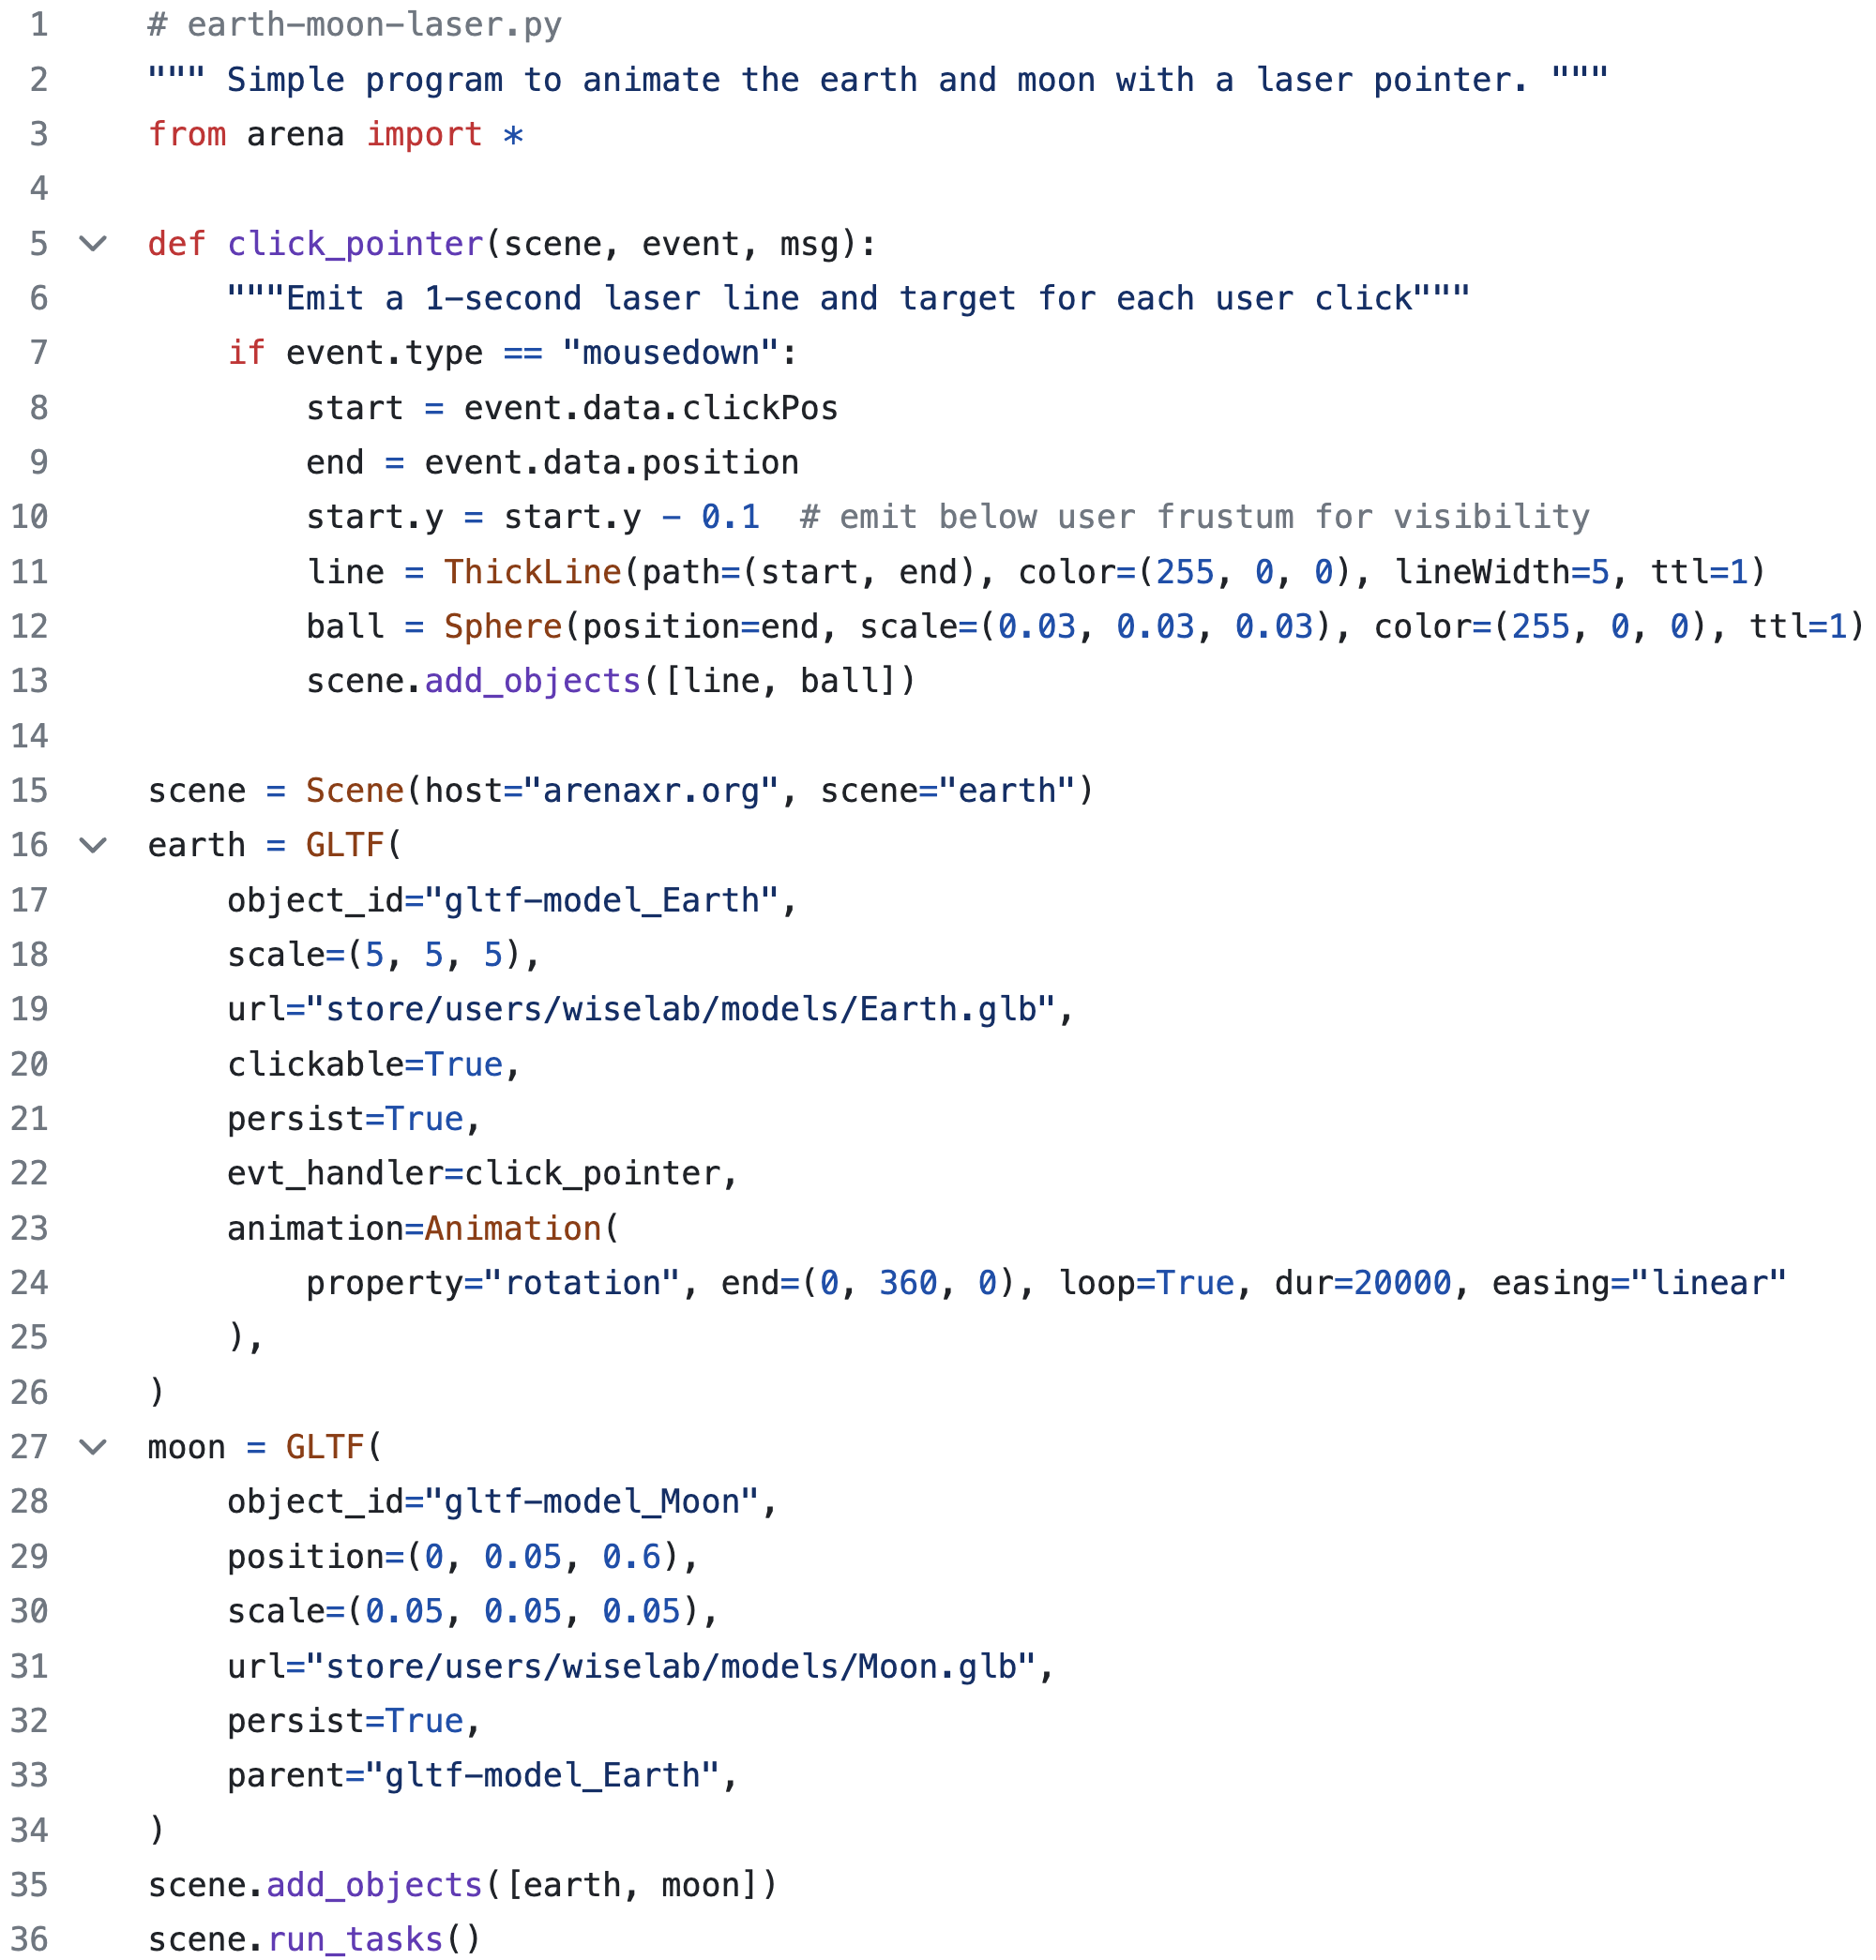 1 # earth-moon-laser.py
2 """ Simple program to animate the earth and moon with a laser pointer. """
3 from arena import *
4
5 def click_pointer(scene, event, msg):
6     """Emit a 1-second laser line and target for each user click"""
7     if event.type == "mousedown":
8         start = event.data.clickPos
9         end = event.data.position
10         start.y = start.y - 0.1  # emit below user frustum for visibility
11         line = ThickLine(path=(start, end), color=(255, 0, 0), lineWidth=5, ttl=1)
12         ball = Sphere(position=end, scale=(0.03, 0.03, 0.03), color=(255, 0, 0), ttl=1)
13         scene.add_objects([line, ball])
14
15 scene = Scene(host="arenaxr.org", scene="earth")
16 earth = GLTF(
17     object_id="gltf-model_Earth",
18     scale=(5, 5, 5),
19     url="store/users/wiselab/models/Earth.glb",
20     clickable=True,
21     persist=True,
22     evt_handler=click_pointer,
23     animation=Animation(
24         property="rotation", end=(0, 360, 0), loop=True, dur=20000, easing="linear"
25     ),
26 )
27 moon = GLTF(
28     object_id="gltf-model_Moon",
29     position=(0, 0.05, 0.6),
30     scale=(0.05, 0.05, 0.05),
31     url="store/users/wiselab/models/Moon.glb",
32     persist=True,
33     parent="gltf-model_Earth",
34 )
35 scene.add_objects([earth, moon])
36 scene.run_tasks()